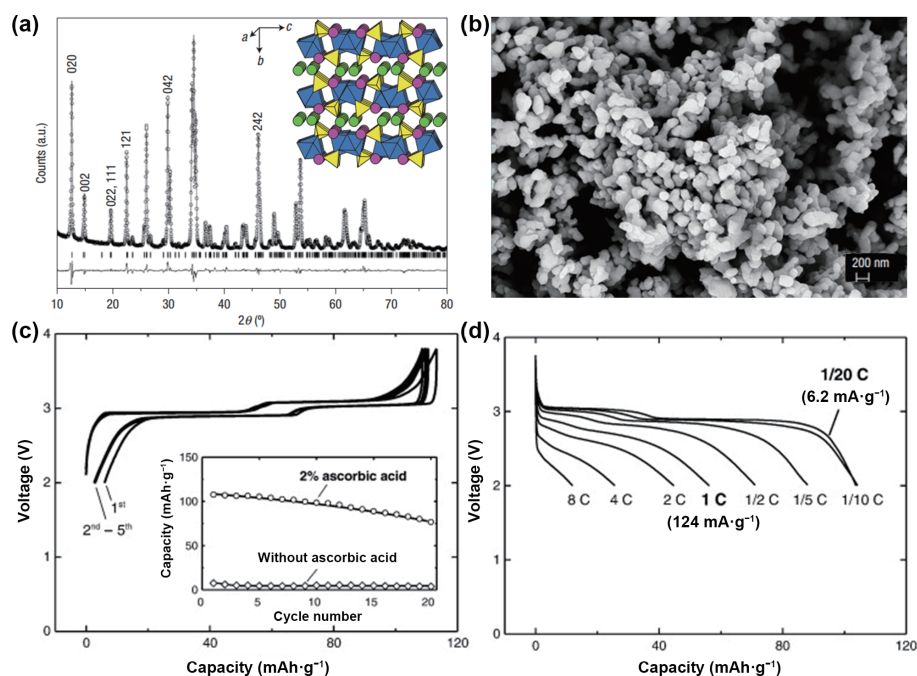 (a)
a
c
b
020
002
022, 111
121
042
242
Counts (a.u.)
10
20
30
40
50
60
70
80
2θ (°)
(b)
200 nm
(c)
4
3
2
1
0
Voltage (V)
1st
2nd – 5th
150
100
50
0
Capacity (mAh·g⁻¹)
2% ascorbic acid
Without ascorbic acid
0
5
10
15
20
Cycle number
0
40
80
120
Capacity (mAh·g⁻¹)
(d)
4
3
2
1
0
Voltage (V)
1/20 C
(6.2 mA·g⁻¹)
8 C
4 C
2 C
1 C
1/2 C
1/5 C
1/10 C
(124 mA·g⁻¹)
0
40
80
120
Capacity (mAh·g⁻¹)